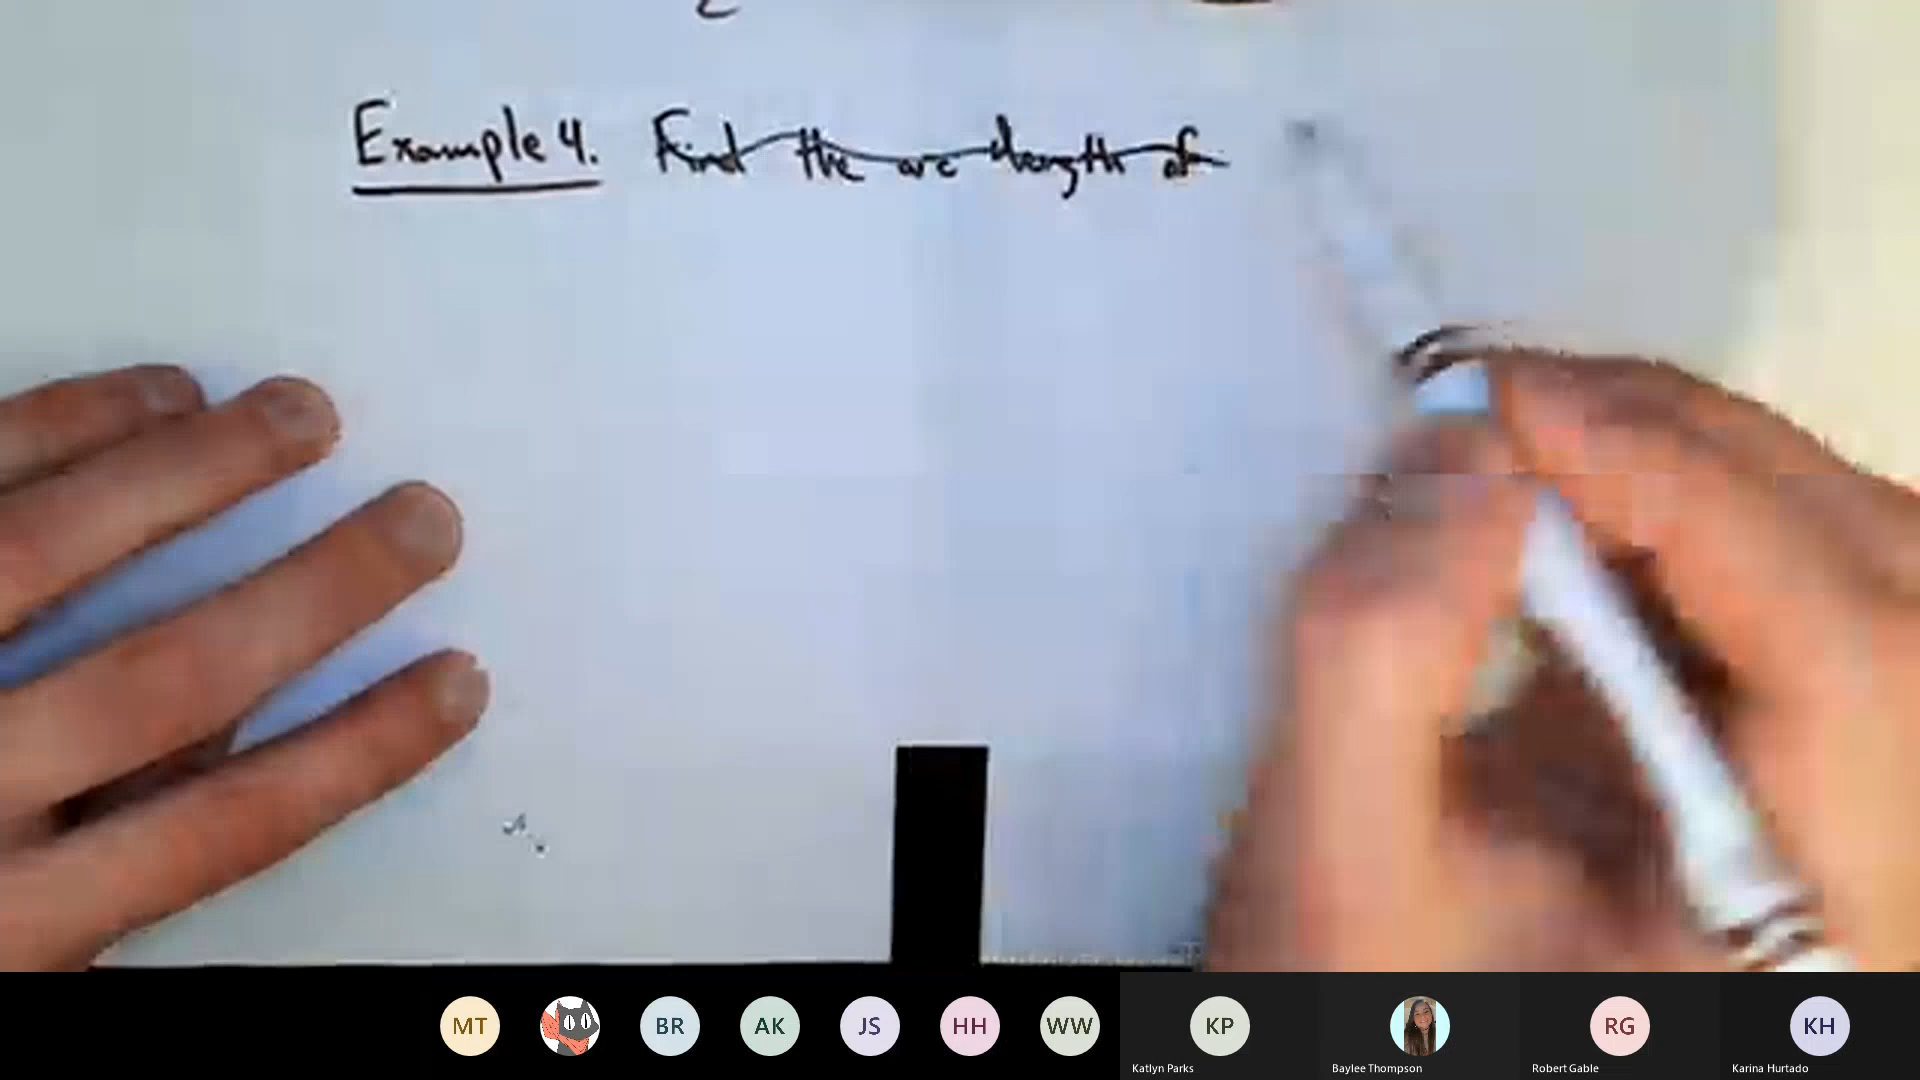 Example 4. Find the arc length of
MT
BR
AK
JS
HH
WW
KP
RG
KH
Katlyn Parks
Baylee Thompson
Robert Gable
Karina Hurtado